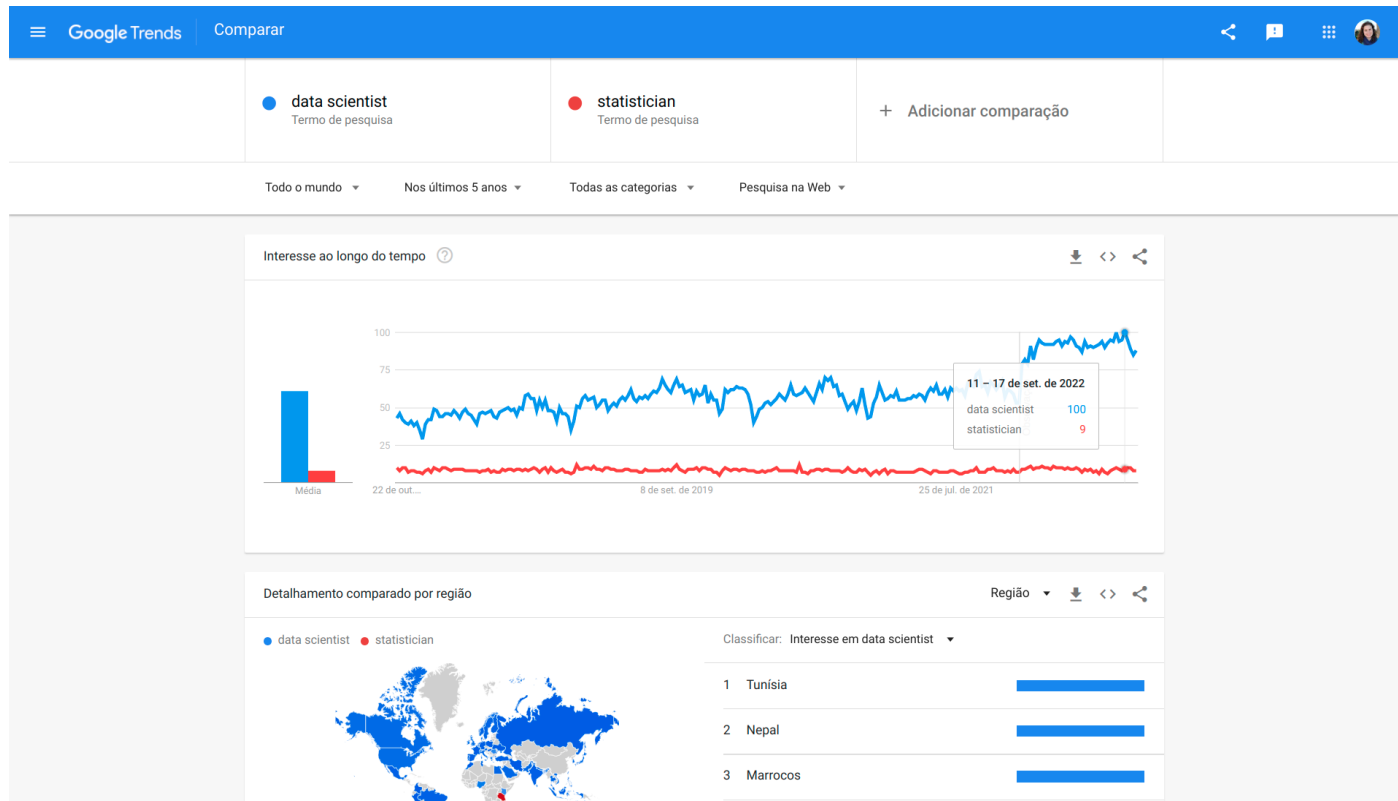 Google Trends Comparar
data scientist
Termo de pesquisa
statistician
Termo de pesquisa
+ Adicionar comparação
Todo o mundo Nos últimos 5 anos Todas as categorias Pesquisa na Web
Interesse ao longo do tempo ?
100
75
50
25
Média
22 de out.... 8 de set. de 2019 25 de jul. de 2021
11 – 17 de set. de 2022
data scientist 100
statistician 9
Detalhamento comparado por região Região
data scientist statistician
Classificar: Interesse em data scientist
1 Tunísia
2 Nepal
3 Marrocos